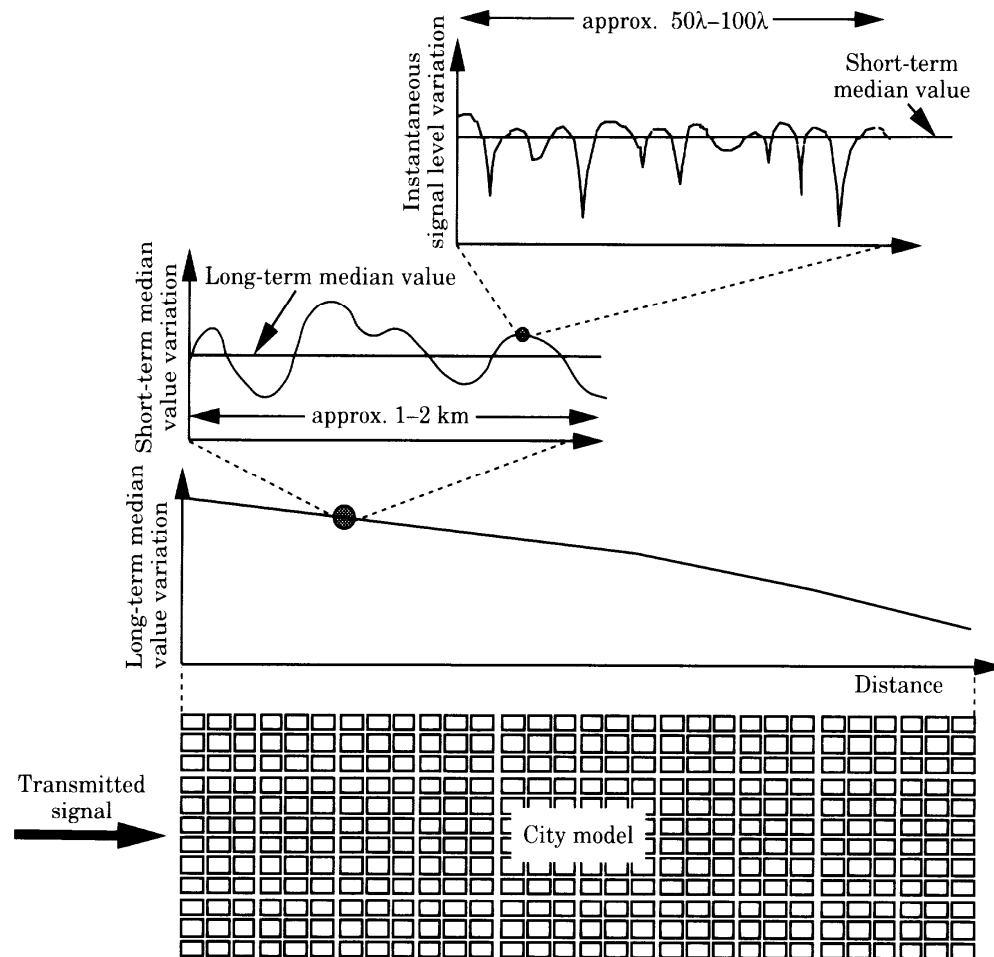 approx. 50λ–100λ
Instantaneous
signal level variation
Short-term
median value
Short-term median
value variation
Long-term median value
approx. 1–2 km
Long-term median
value variation
Distance
Transmitted
signal
City model